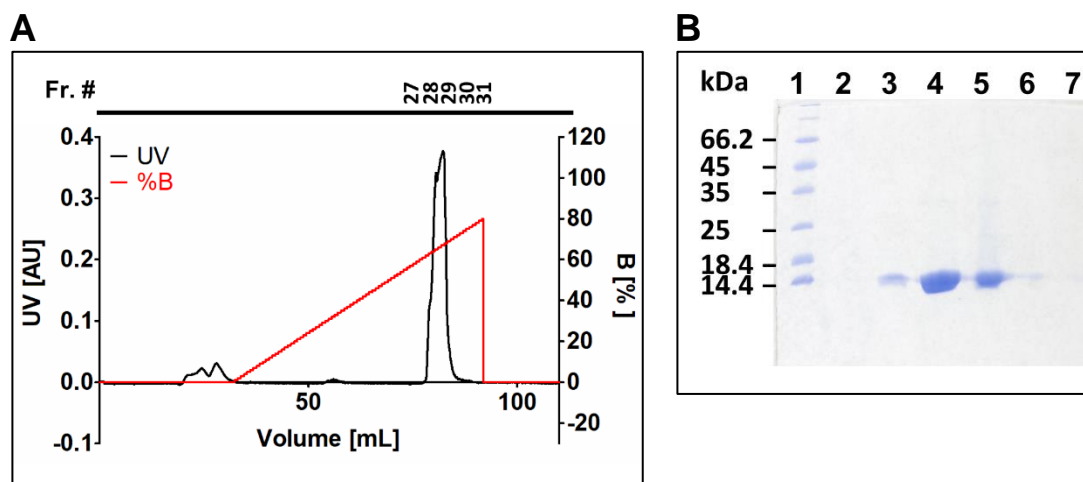 A
Fr. #
27 28 29 30 31
0.4
0.3
0.2
0.1
0.0
-0.1
UV [AU]
UV
%B
120
100
80
60
40
20
0
-20
B [% ]
50 100
Volume [mL]
B
kDa 1 2 3 4 5 6 7
66.2
45
35
25
18.4
14.4